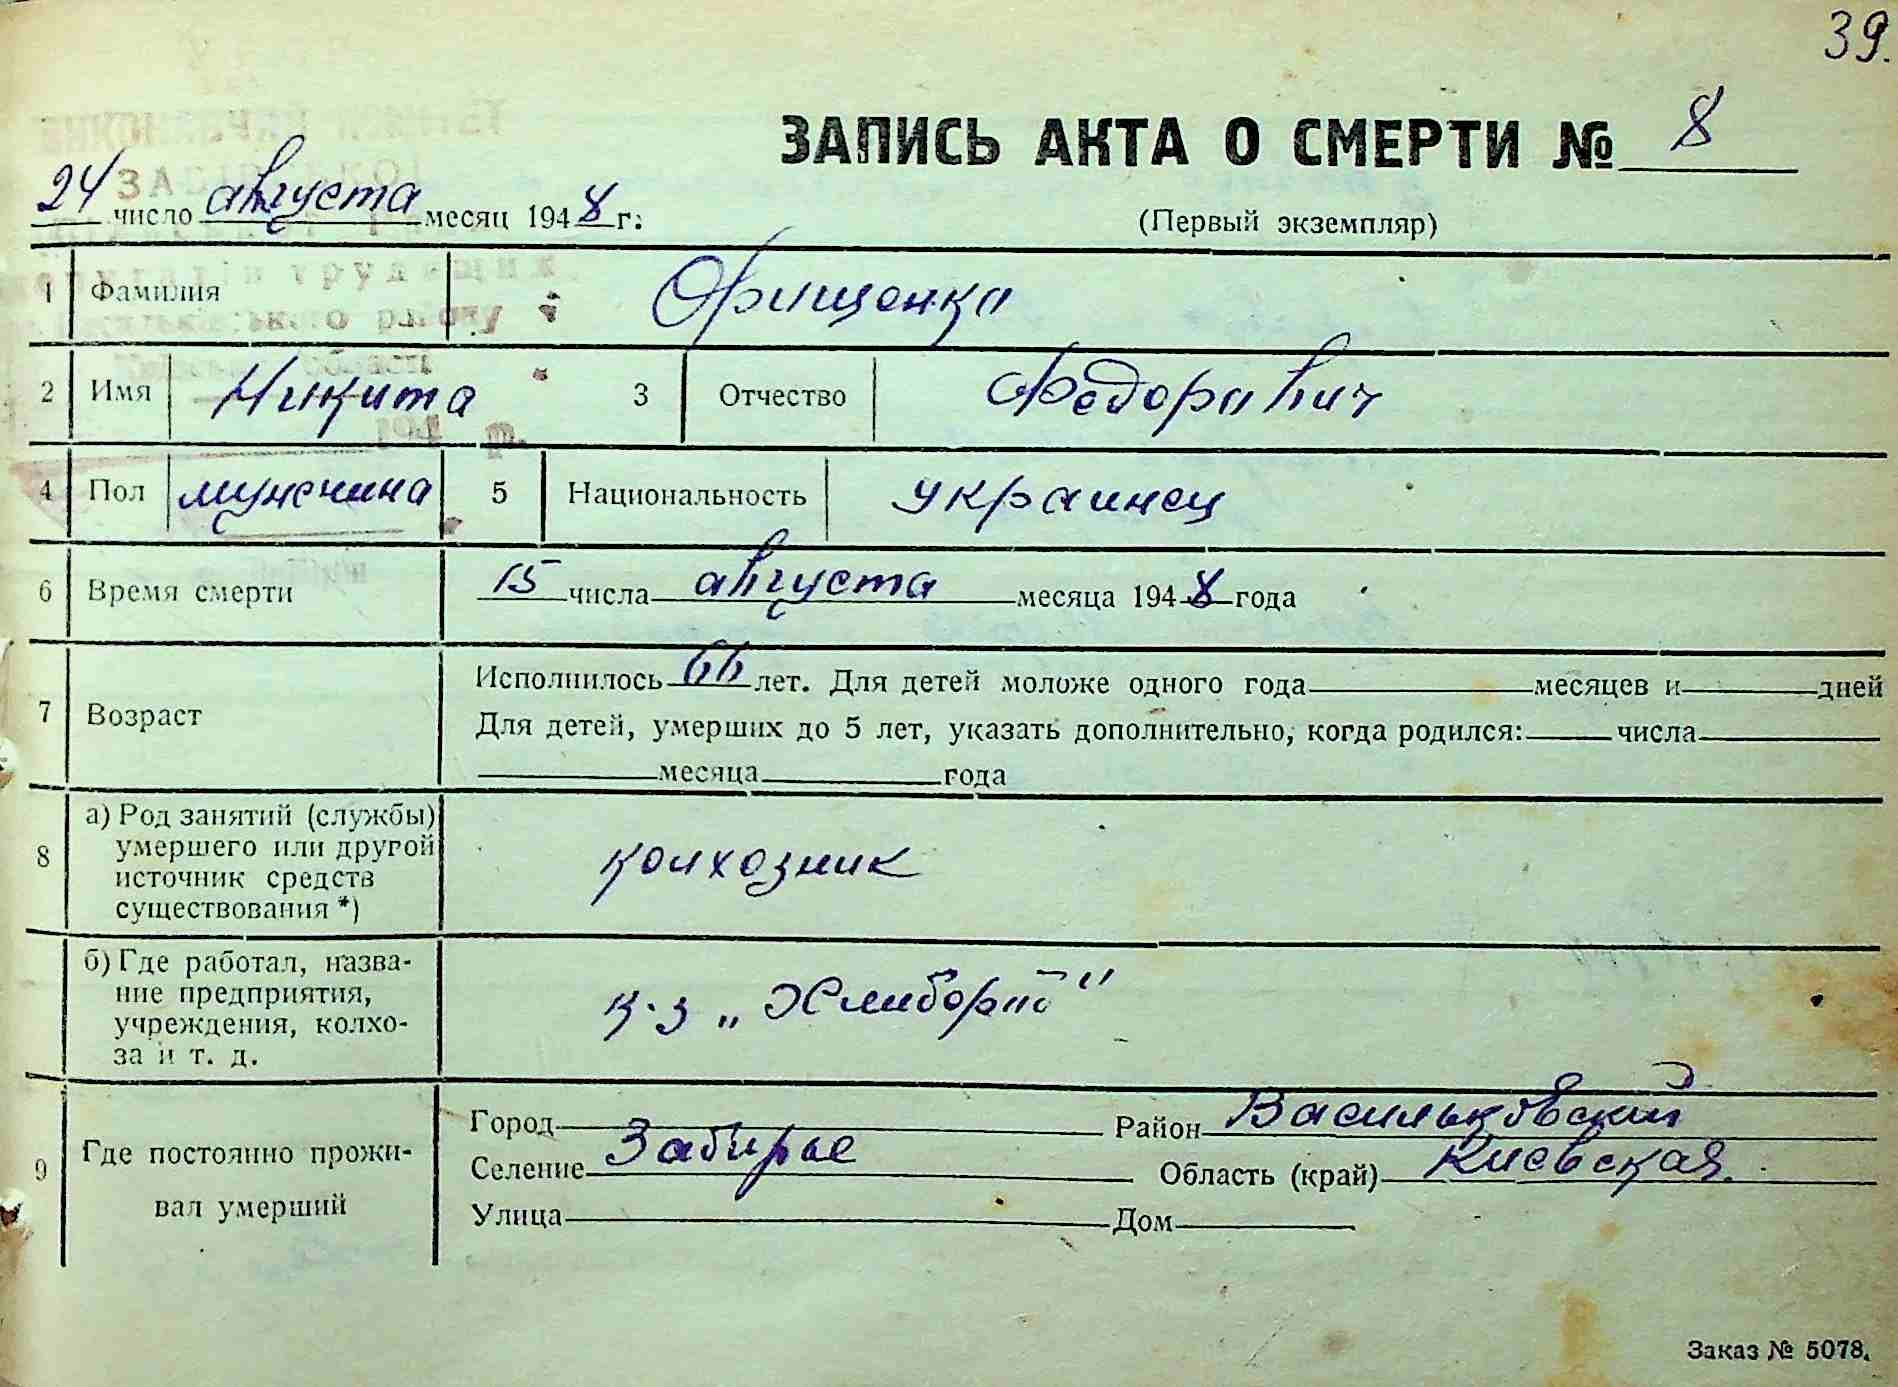 39.
ЗАПИСЬ АКТА О СМЕРТИ № 8
24 число августа месяц 1948 г.
(Первый экземпляр)
1 Фамилия Фищенко
2 Имя Никита 3 Отчество Федорович
4 Пол мужчина 5 Национальность украинец
6 Время смерти 15 числа августа месяца 1948 года
7 Возраст Исполнилось 66 лет. Для детей моложе одного года месяцев и дней
Для детей, умерших до 5 лет, указать дополнительно, когда родился: числа
месяца года
8 а) Род занятий (службы) умершего или другой источник средств существования *) колхозник
б) Где работал, название предприятия, учреждения, колхоза и т. д. к-з „Хлибороб"
9 Где постоянно проживал умерший
Город Район Васильковский
Селение Забирье Область (край) Киевская.
Улица Дом
Заказ № 5078.